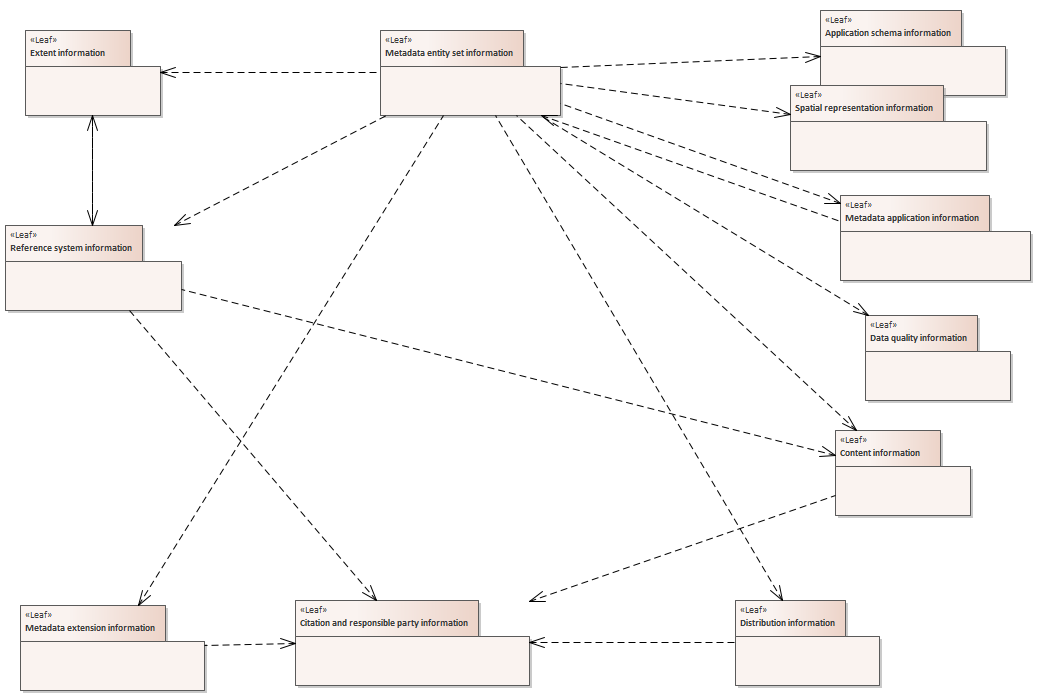 «Leaf»
Extent information
«Leaf»
Metadata entity set information
«Leaf»
Application schema information
«Leaf»
Spatial representation information
«Leaf»
Metadata application information
«Leaf»
Reference system information
«Leaf»
Data quality information
«Leaf»
Content information
«Leaf»
Metadata extension information
«Leaf»
Citation and responsible party information
«Leaf»
Distribution information